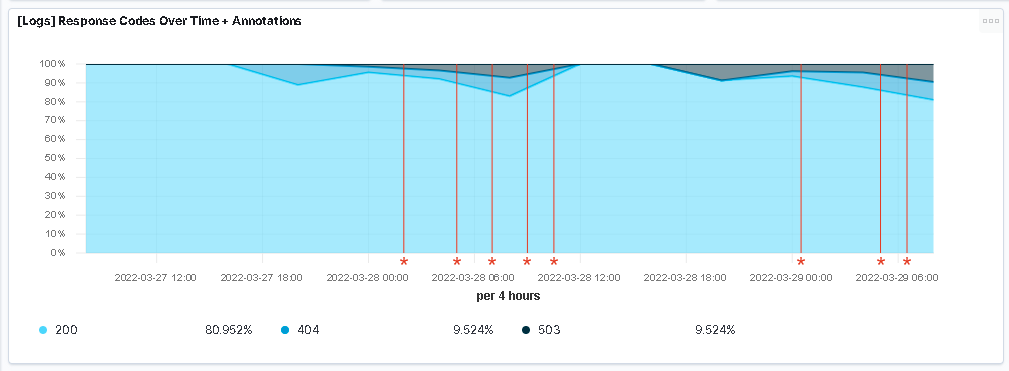 [Logs] Response Codes Over Time + Annotations
100%
90%
80%
70%
60%
50%
40%
30%
20%
10%
0%
2022-03-27 12:00 2022-03-27 18:00 2022-03-28 00:00 2022-03-28 06:00 2022-03-28 12:00 2022-03-28 18:00 2022-03-29 00:00 2022-03-29 06:00
per 4 hours
200 80.952% 404 9.524% 503 9.524%